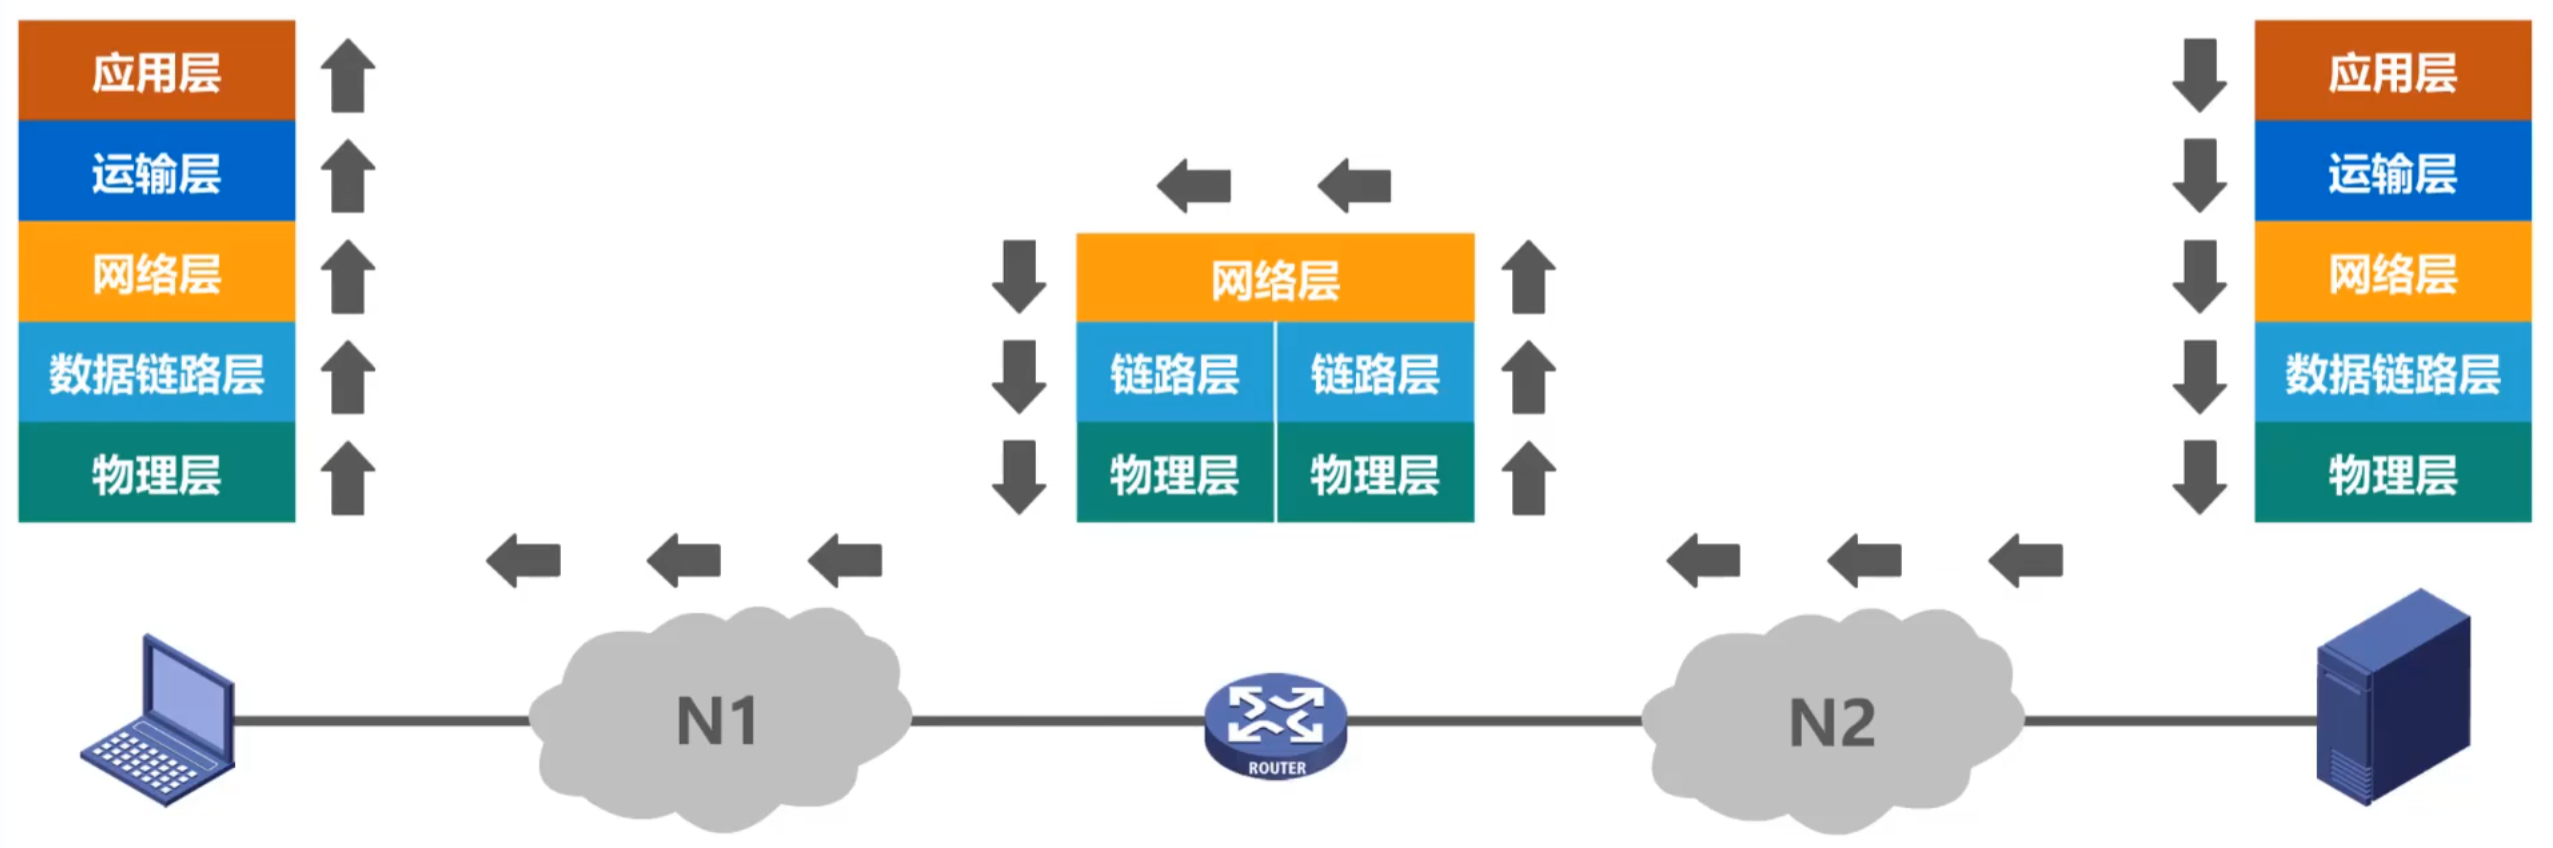 应用层
运输层
网络层
数据链路层
物理层
网络层
链路层 链路层
物理层 物理层
应用层
运输层
网络层
数据链路层
物理层
N1
ROUTER
N2